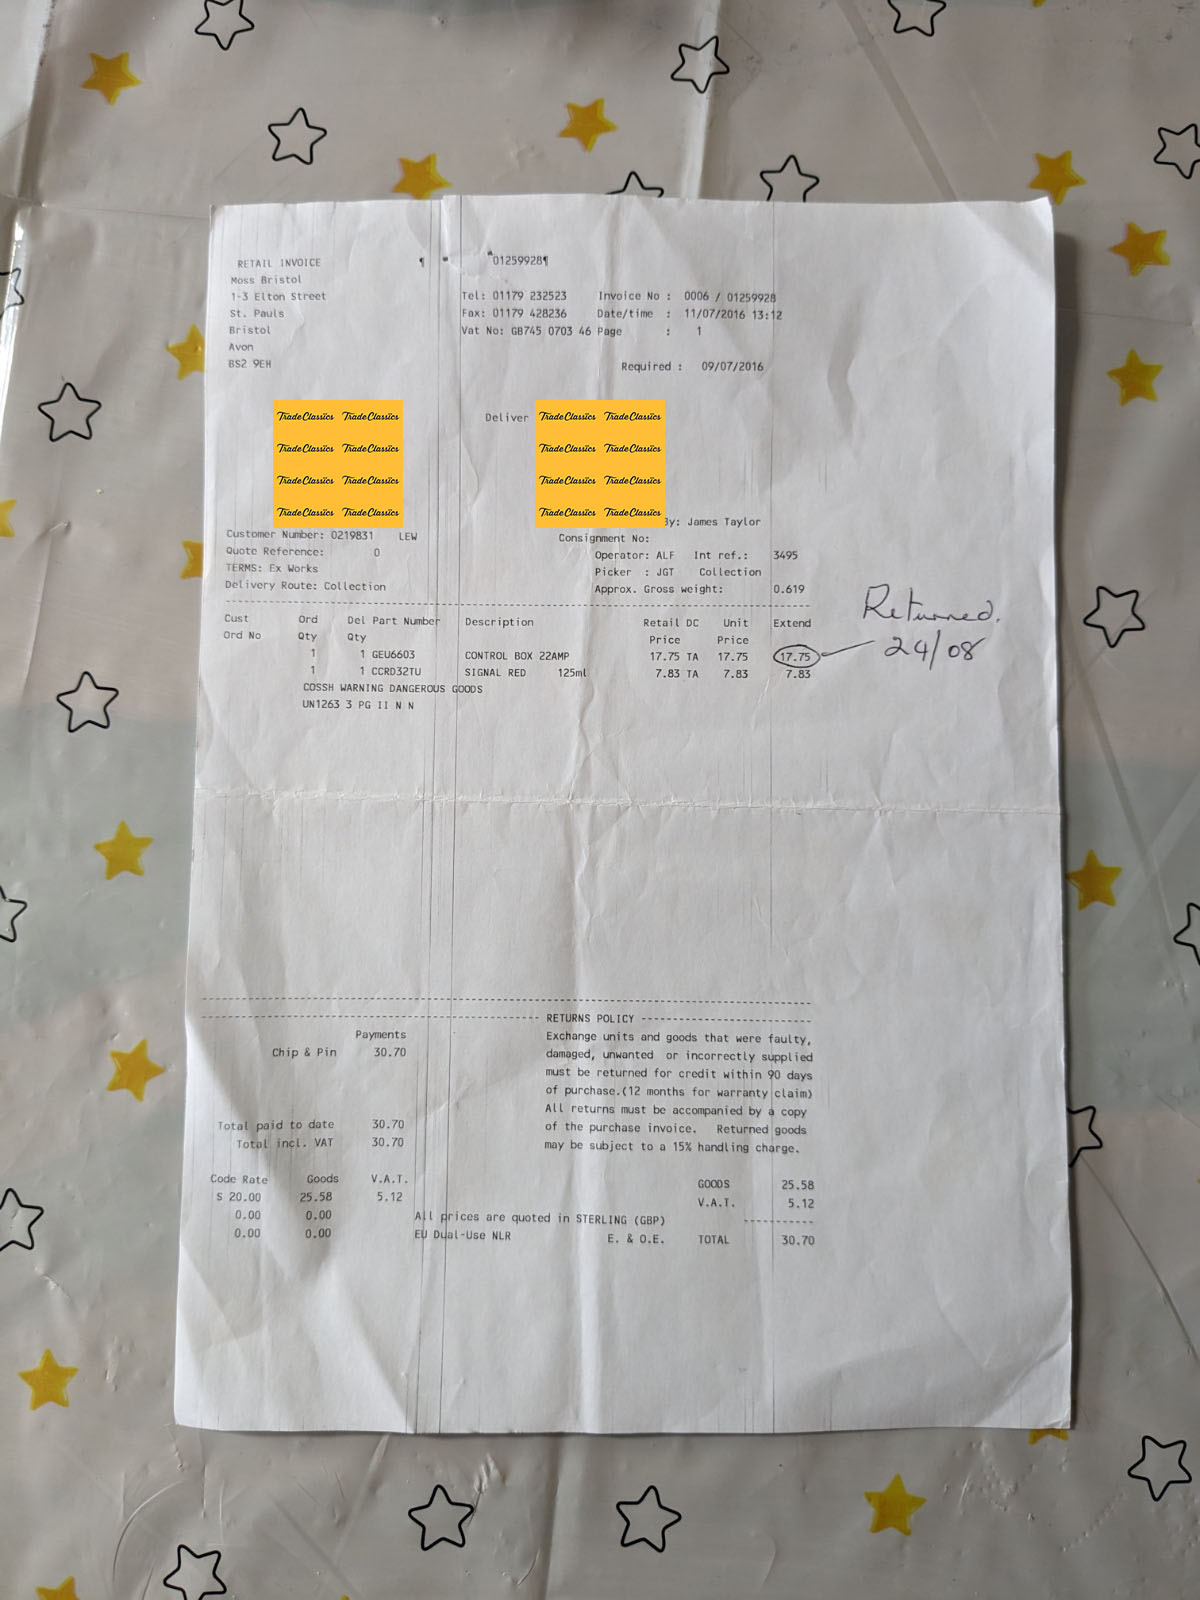 RETAIL INVOICE ¶ " "01259928¶
Moss Bristol
1-3 Elton Street Tel: 01179 232523 Invoice No : 0006 / 01259928
St. Pauls Fax: 01179 428236 Date/time : 11/07/2016 13:12
Bristol Vat No: GB745 0703 46 Page : 1
Avon
BS2 9EH Required : 09/07/2016
Deliver
TradeClassics TradeClassics TradeClassics TradeClassics
TradeClassics TradeClassics TradeClassics TradeClassics
TradeClassics TradeClassics TradeClassics TradeClassics
TradeClassics TradeClassics TradeClassics TradeClassics
By: James Taylor
Customer Number: 0219831 LEW Consignment No:
Quote Reference: 0 Operator: ALF Int ref.: 3495
TERMS: Ex Works Picker : JGT Collection
Delivery Route: Collection Approx. Gross weight: 0.619
Returned.
24/08
Cust Ord Del Part Number Description Retail DC Unit Extend
Ord No Qty Qty Price Price
1 1 GEU6603 CONTROL BOX 22AMP 17.75 TA 17.75 17.75
1 1 CCRD32TU SIGNAL RED 125ml 7.83 TA 7.83 7.83
COSSH WARNING DANGEROUS GOODS
UN1263 3 PG II N N
RETURNS POLICY
Payments Exchange units and goods that were faulty,
Chip & Pin 30.70 damaged, unwanted or incorrectly supplied
must be returned for credit within 90 days
of purchase.(12 months for warranty claim)
All returns must be accompanied by a copy
Total paid to date 30.70 of the purchase invoice. Returned goods
Total incl. VAT 30.70 may be subject to a 15% handling charge.
Code Rate Goods V.A.T. GOODS 25.58
S 20.00 25.58 5.12 V.A.T. 5.12
0.00 0.00 All prices are quoted in STERLING (GBP)
0.00 0.00 EU Dual-Use NLR E. & O.E. TOTAL 30.70